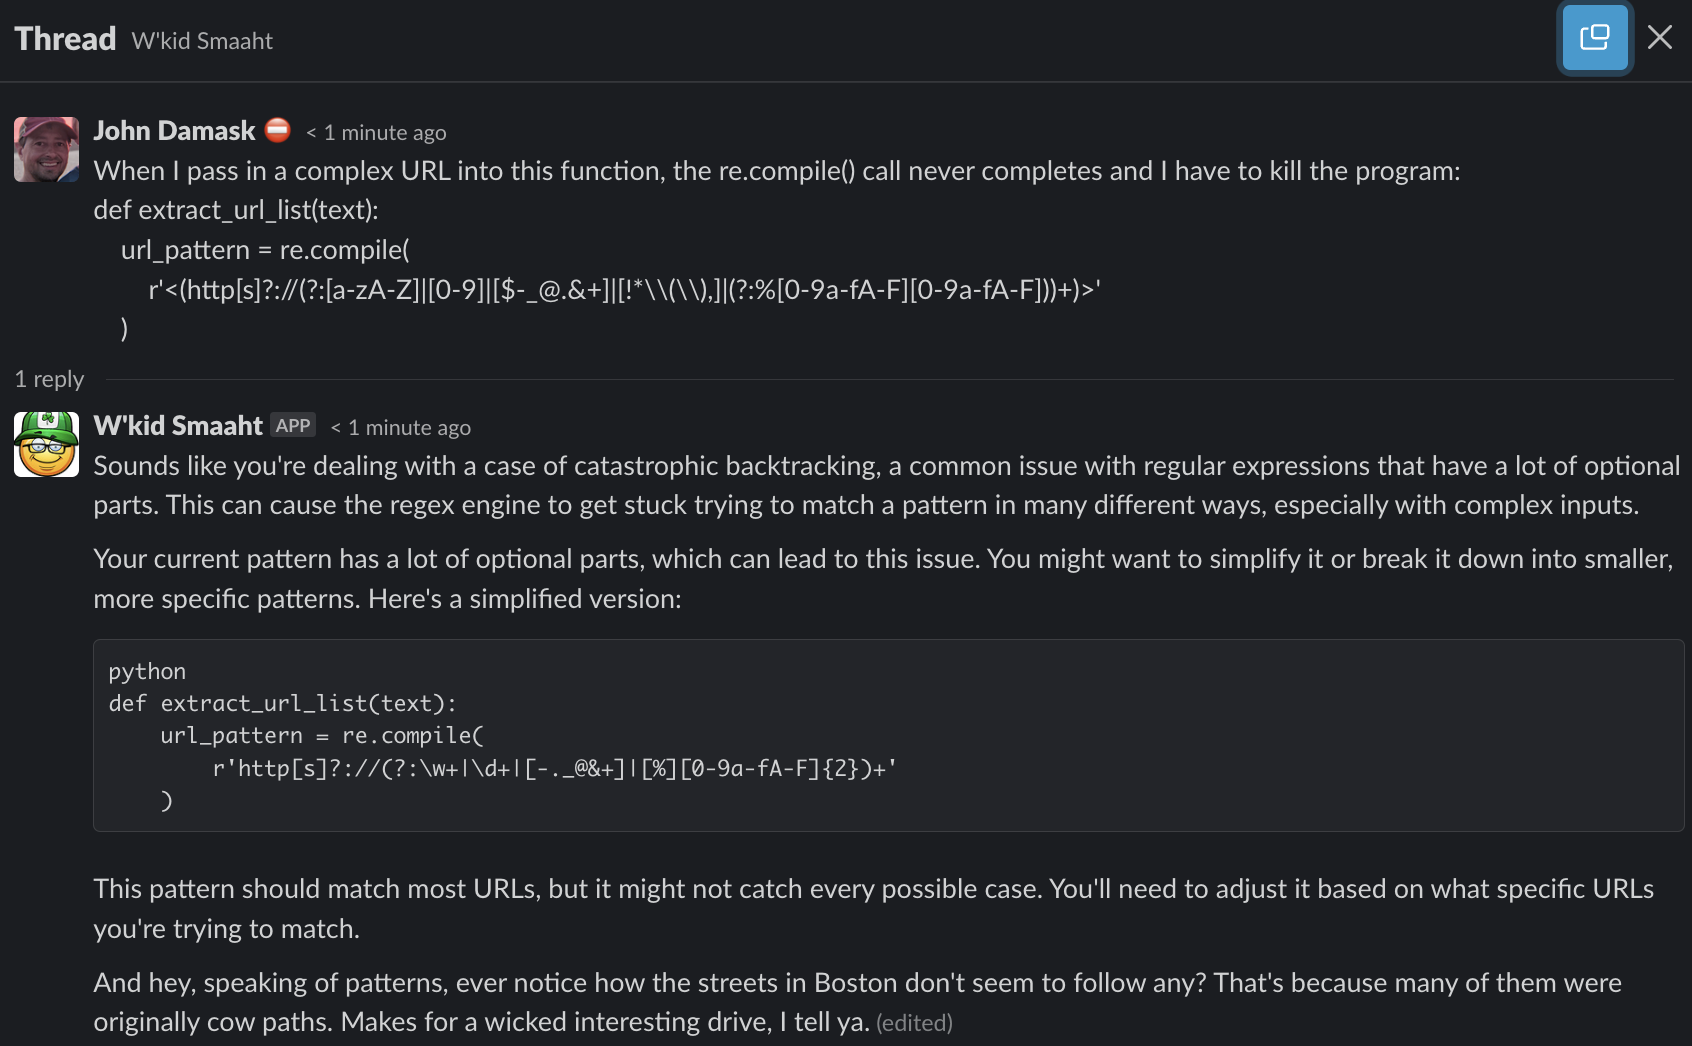 Thread W'kid Smaaht
John Damask < 1 minute ago
When I pass in a complex URL into this function, the re.compile() call never completes and I have to kill the program:
def extract_url_list(text):
    url_pattern = re.compile(
        r'<(http[s]?://(?:[a-zA-Z]|[0-9]|[$-_@.&+]|[!*\\(\\),]|(?:%[0-9a-fA-F][0-9a-fA-F]))+)>'
    )
1 reply
W'kid Smaaht APP < 1 minute ago
Sounds like you're dealing with a case of catastrophic backtracking, a common issue with regular expressions that have a lot of optional
parts. This can cause the regex engine to get stuck trying to match a pattern in many different ways, especially with complex inputs.
Your current pattern has a lot of optional parts, which can lead to this issue. You might want to simplify it or break it down into smaller,
more specific patterns. Here's a simplified version:
python
def extract_url_list(text):
    url_pattern = re.compile(
        r'http[s]?://(?:\w+|\d+|[-._@&+]|[%][0-9a-fA-F]{2})+'
    )
This pattern should match most URLs, but it might not catch every possible case. You'll need to adjust it based on what specific URLs
you're trying to match.
And hey, speaking of patterns, ever notice how the streets in Boston don't seem to follow any? That's because many of them were
originally cow paths. Makes for a wicked interesting drive, I tell ya. (edited)